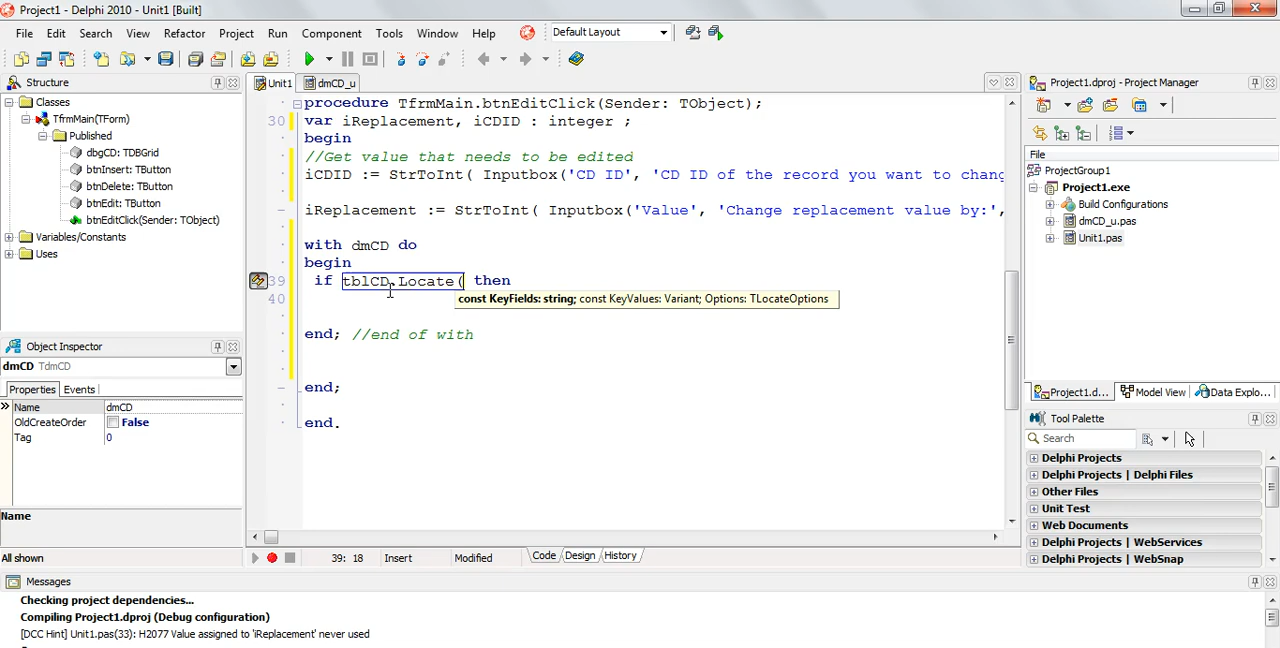 Project1 - Delphi 2010 - Unit1 [Built]
File Edit Search View Refactor Project Run Component Tools Window Help Default Layout
Structure
Unit1 dmCD_u
Project1.dproj - Project Manager
Classes
TfrmMain(TForm)
Published
dbgCD: TDBGrid
btnInsert: TButton
btnDelete: TButton
btnEdit: TButton
btnEditClick(Sender: TObject)
Variables/Constants
Uses
procedure TfrmMain.btnEditClick(Sender: TObject);
30 var iReplacement, iCDID : integer ;
begin
//Get value that needs to be edited
iCDID := StrToInt( Inputbox('CD ID', 'CD ID of the record you want to chang
iReplacement := StrToInt( Inputbox('Value', 'Change replacement value by:',
with dmCD do
begin
39 if tblCD.Locate( then
40
const KeyFields: string; const KeyValues: Variant; Options: TLocateOptions
end; //end of with
end;
end.
File
ProjectGroup1
Project1.exe
Build Configurations
dmCD_u.pas
Unit1.pas
Object Inspector
dmCD TdmCD
Properties Events
Name dmCD
OldCreateOrder False
Tag 0
Name
All shown
39: 18 Insert Modified Code Design History
Project1.d... Model View Data Explo...
Tool Palette
Search
Delphi Projects
Delphi Projects | Delphi Files
Other Files
Unit Test
Web Documents
Delphi Projects | WebServices
Delphi Projects | WebSnap
Messages
Checking project dependencies...
Compiling Project1.dproj (Debug configuration)
[DCC Hint] Unit1.pas(33): H2077 Value assigned to 'iReplacement' never used